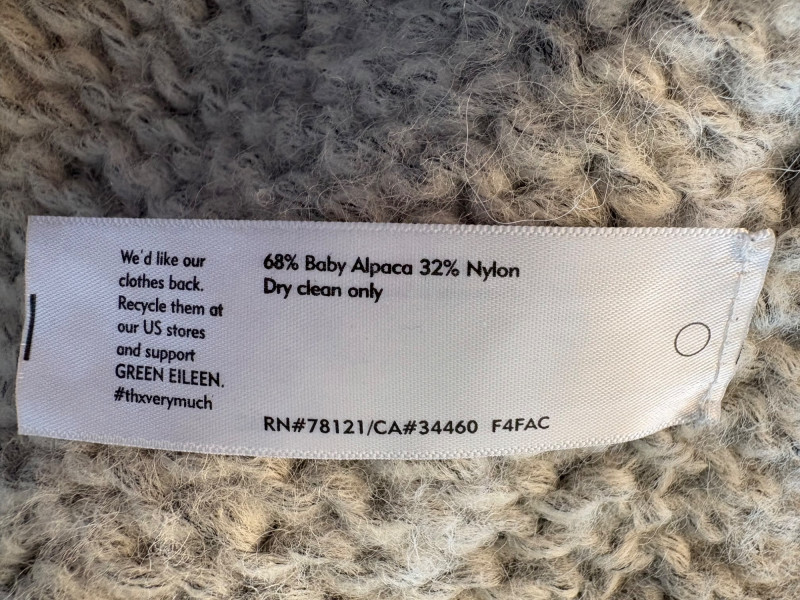 We'd like our
clothes back.
Recycle them at
our US stores
and support
GREEN EILEEN.
#thxverymuch
68% Baby Alpaca 32% Nylon
Dry clean only
RN#78121/CA#34460 F4FAC